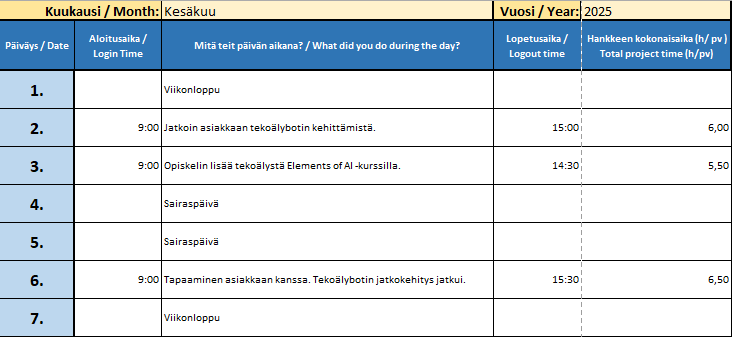 Kuukausi / Month: Kesäkuu Vuosi / Year: 2025
Päiväys / Date Aloitusaika / Login Time Mitä teit päivän aikana? / What did you do during the day? Lopetusaika / Logout time Hankkeen kokonaisaika (h/ pv ) Total project time (h/pv)
1. Viikonloppu
2. 9:00 Jatkoin asiakkaan tekoälybotin kehittämistä. 15:00 6,00
3. 9:00 Opiskelin lisää tekoälystä Elements of AI -kurssilla. 14:30 5,50
4. Sairaspäivä
5. Sairaspäivä
6. 9:00 Tapaaminen asiakkaan kanssa. Tekoälybotin jatkokehitys jatkui. 15:30 6,50
7. Viikonloppu